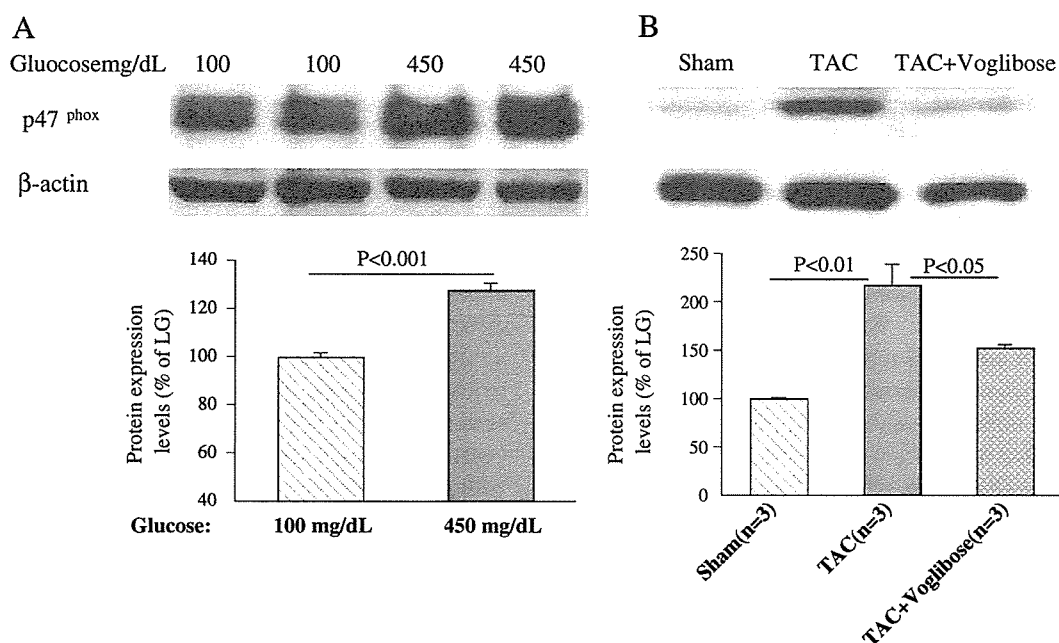 A
Gluocosemg/dL 100 100 450 450
p47 phox
β-actin
P<0.001
Protein expression
levels (% of LG)
140
120
100
80
60
40
Glucose: 100 mg/dL 450 mg/dL
B
Sham TAC TAC+Voglibose
P<0.01 P<0.05
Protein expression
levels (% of LG)
250
200
150
100
50
0
Sham(n=3)
TAC(n=3)
TAC+Voglibose(n=3)